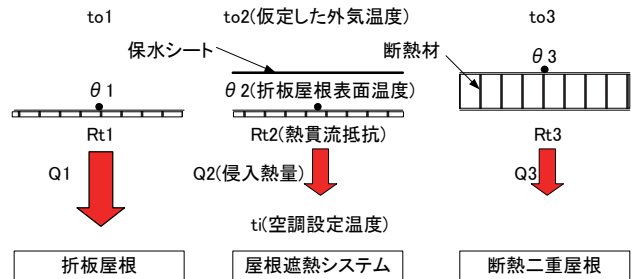 to1
to2(仮定した外気温度)
to3
保水シート
断熱材
θ1
θ2(折板屋根表面温度)
θ3
Rt1
Rt2(熱貫流抵抗)
Rt3
Q1
Q2(侵入熱量)
Q3
ti(空調設定温度)
折板屋根
屋根遮熱システム
断熱二重屋根